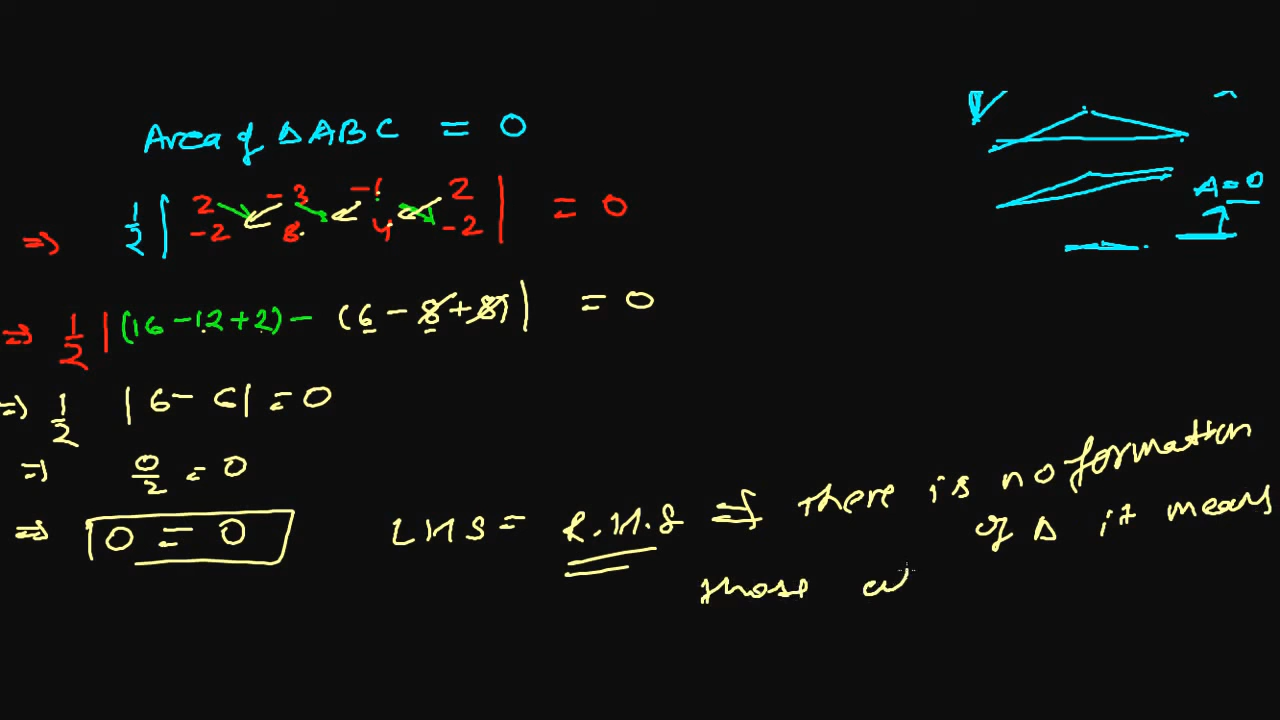 Area of ΔABC = 0
⇒ 1/2 | 2 -3 -1 2 | = 0
-2 8 4 -2
A=0
⇒ 1/2 |(16-12+2)- (6-8+8)| = 0
⇒ 1/2 |6- 6| = 0
⇒ 0/2 = 0
⇒ 0 = 0
LHS = R.H.S ⇒ there is no formation
of Δ it means
those